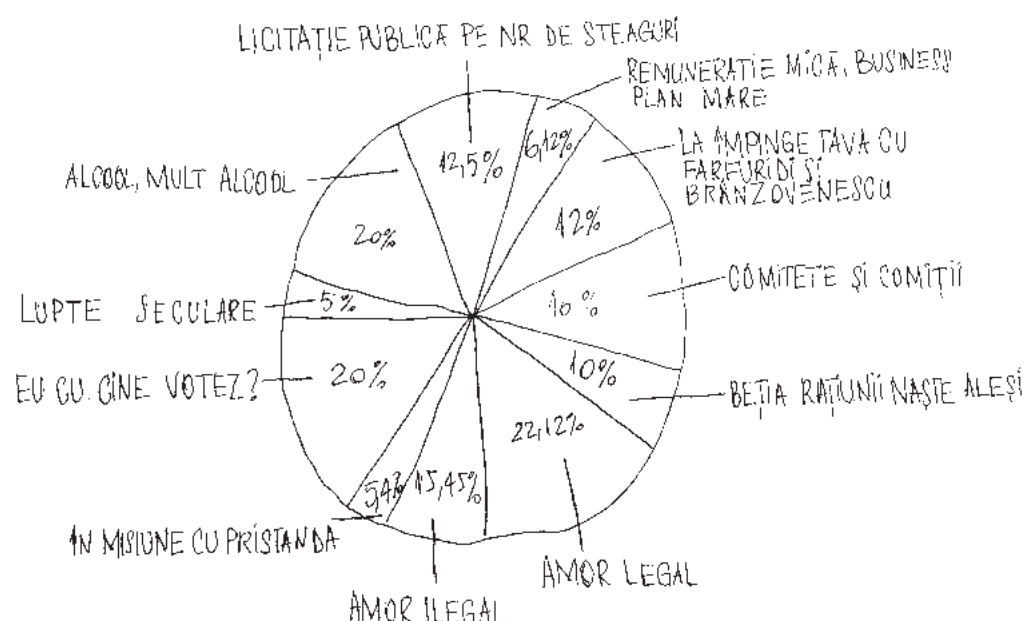 LICITAȚIE PUBLICĂ PE NR DE STEAGURI
REMUNERAȚIE MICĂ, BUSINESS
PLAN MARE
LA ÎMPINGE TAVA CU
FARFURIDI ȘI
BRÂNZOVENESCU
ALCOOL, MULT ALCOOL
12,5%
6,12%
12%
20%
COMITETE ȘI COMIȚII
10%
LUPTE SECULARE
5%
EU CU CINE VOTEZ?
20%
10%
BEȚIA RAȚIUNII NAȘTE ALEȘI
22,12%
5,4%
15,45%
ÎN MISIUNE CU PRISTANDA
AMOR LEGAL
AMOR ILEGAL